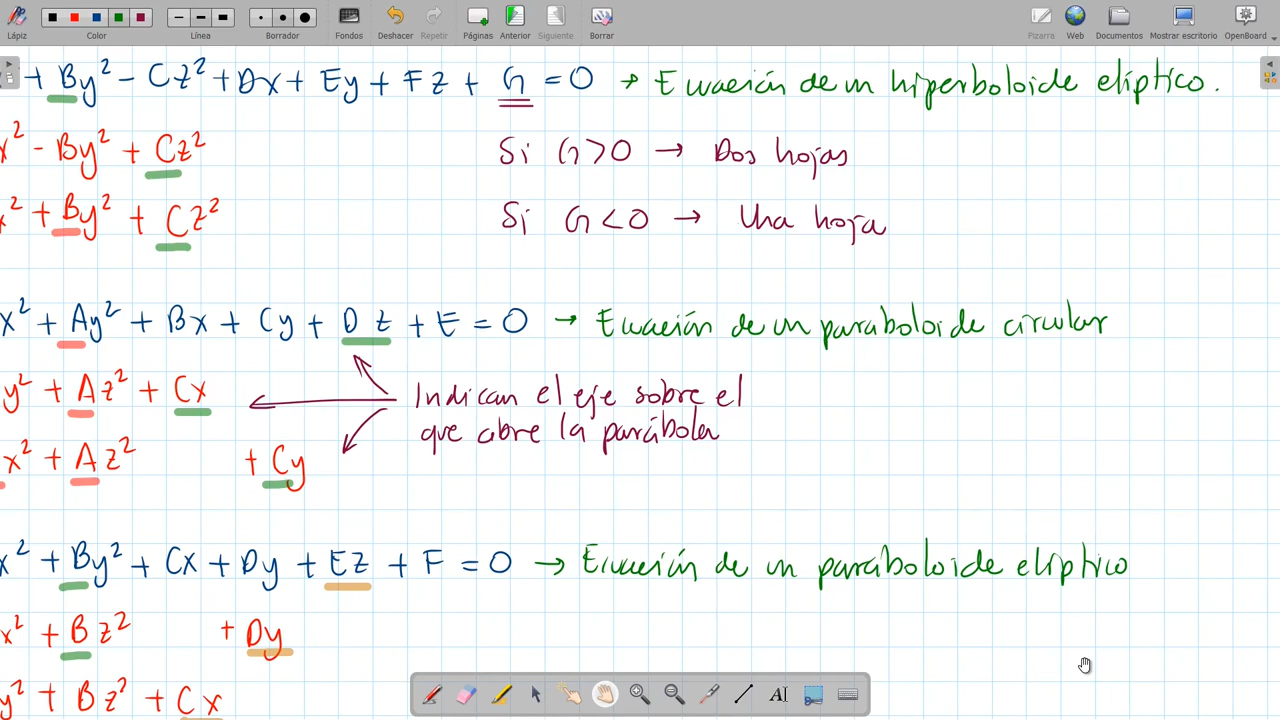 Lápiz Color Línea Borrador Fondos Deshacer Repetir Páginas Anterior Siguiente Borrar Pizarra Web Documentos Mostrar escritorio OpenBoard
+ By² - Cz² + Dx + Ey + Fz + G = 0 → Ecuación de un hiperboloide elíptico.
x² - By² + Cz² Si G>0 → Dos hojas
x² + By² + Cz² Si G<0 → Una hoja
x² + Ay² + Bx + Cy + Dz + E = 0 → Ecuación de un paraboloide circular
y² + Az² + Cx Indican el eje sobre el
que abre la parábola
x² + Az² + Cy
x² + By² + Cx + Dy + Ez + F = 0 → Ecuación de un paraboloide elíptico
x² + Bz² + Dy
y² + Bz² + Cx
AI